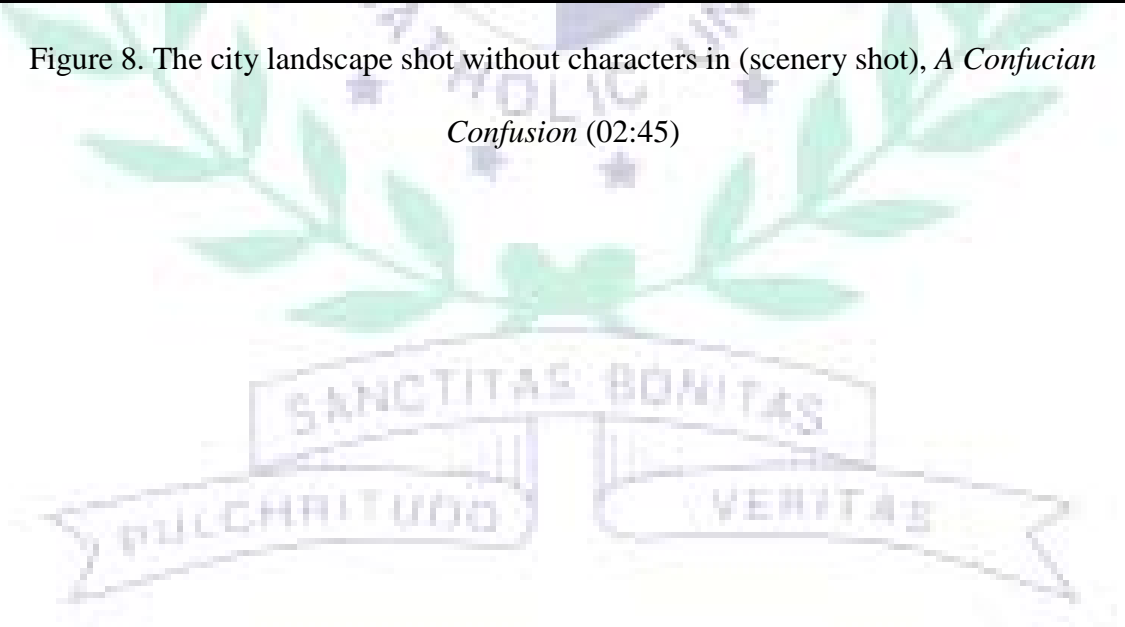 Figure 8. The city landscape shot without characters in (scenery shot), A Confucian
Confusion (02:45)
SANCTITAS BONITAS
PULCHRITUDO VERITAS